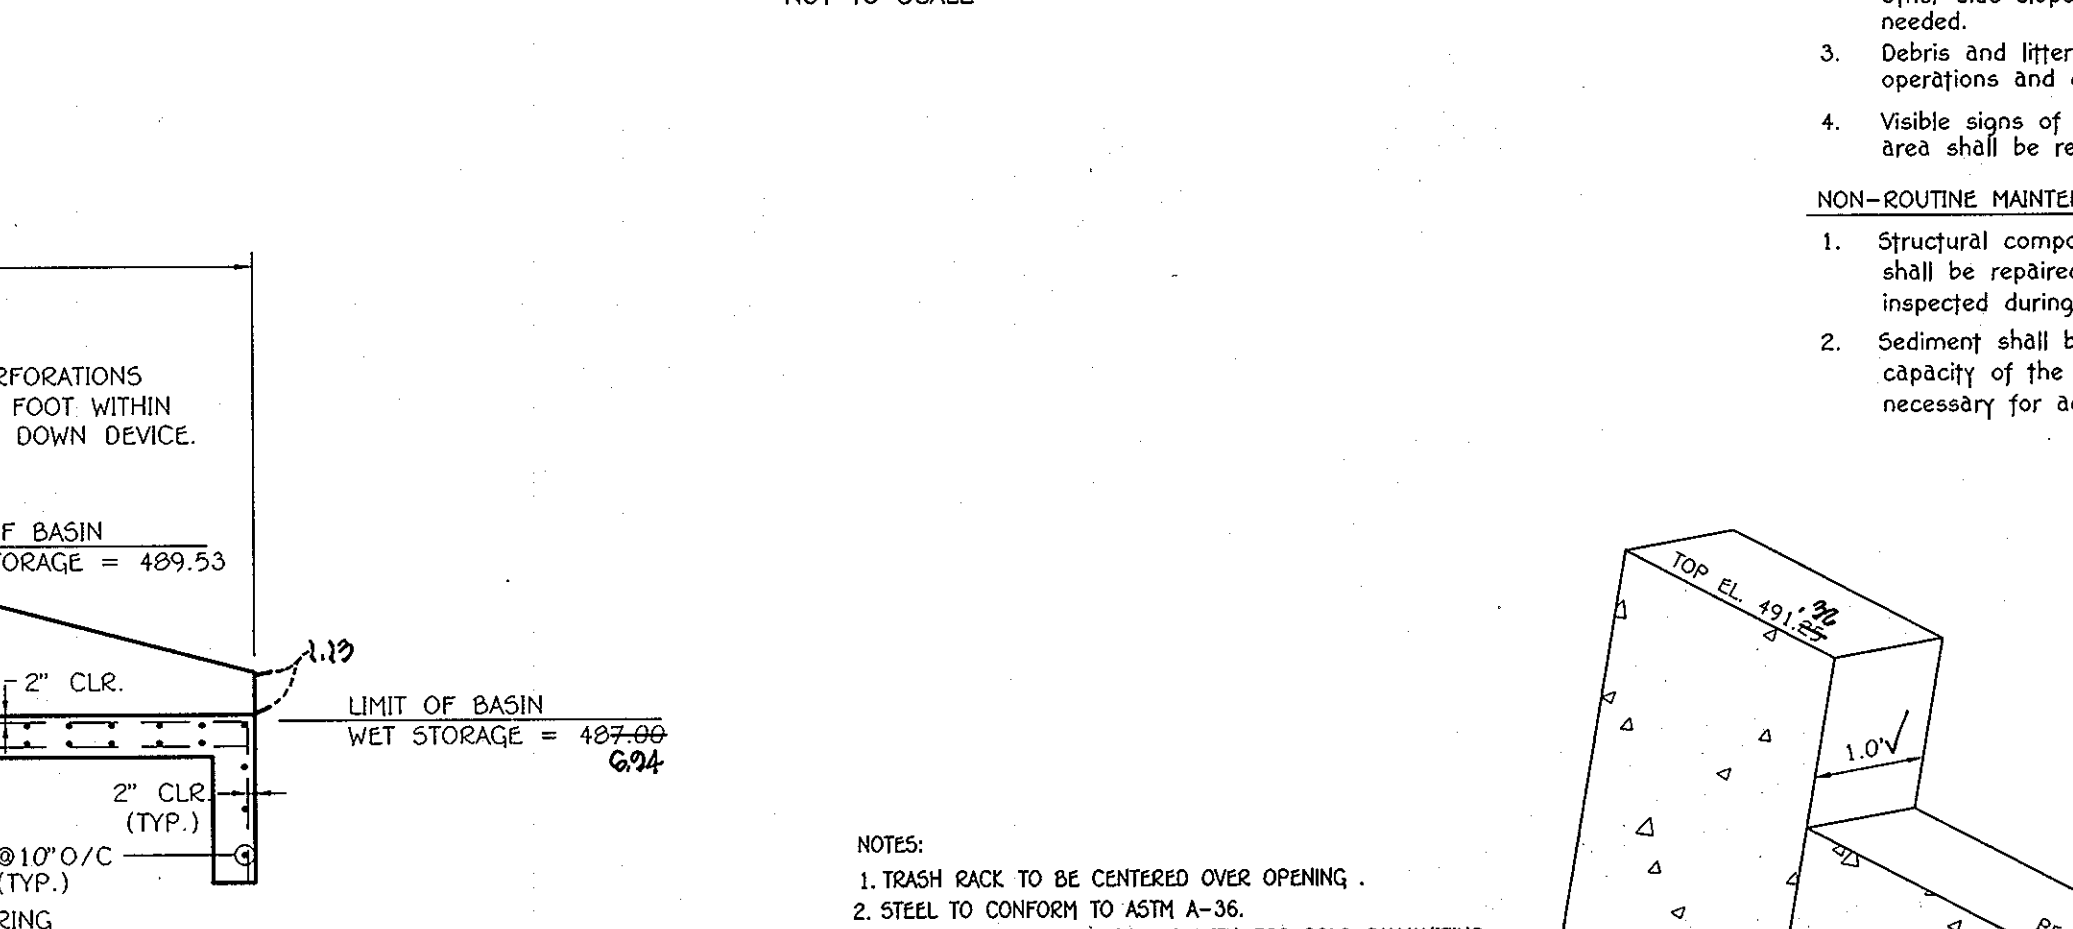 NOT TO SCALE
needed.
3. Debris and litter
operations and
4. Visible signs of
area shall be re
NON-ROUTINE MAINTE
1. Structural compo
shall be repaired
inspected during
2. Sediment shall b
capacity of the
necessary for a
RFORATIONS
FOOT WITHIN
DOWN DEVICE.
F BASIN
TORAGE = 489.53
1.13
2" CLR.
LIMIT OF BASIN
WET STORAGE = 487.00
6.94
2" CLR.
(TYP.)
@10"O/C
(TYP.)
RING
NOTES:
1. TRASH RACK TO BE CENTERED OVER OPENING .
2. STEEL TO CONFORM TO ASTM A-36.
TOP EL. 491.25
1.0'✓